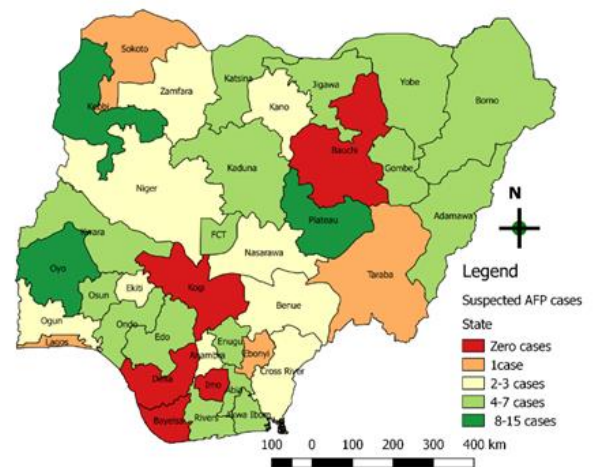 Sokoto
Kebbi
Zamfara
Katsina
Kano
Jigawa
Yobe
Borno
Bauchi
Gombe
Kaduna
Niger
Plateau
Adamawa
N
Kwara
FCT
Nasarawa
Taraba
Oyo
Kogi
Osun
Ekiti
Benue
Ogun
Ondo
Edo
Lagos
Enugu
Anambra
Ebonyi
Cross River
Delta
Imo
Abia
Bayelsa
Rivers
Akwa Ibom
Legend
Suspected AFP cases
State
Zero cases
1case
2-3 cases
4-7 cases
8-15 cases
100 0 100 200 300 400 km